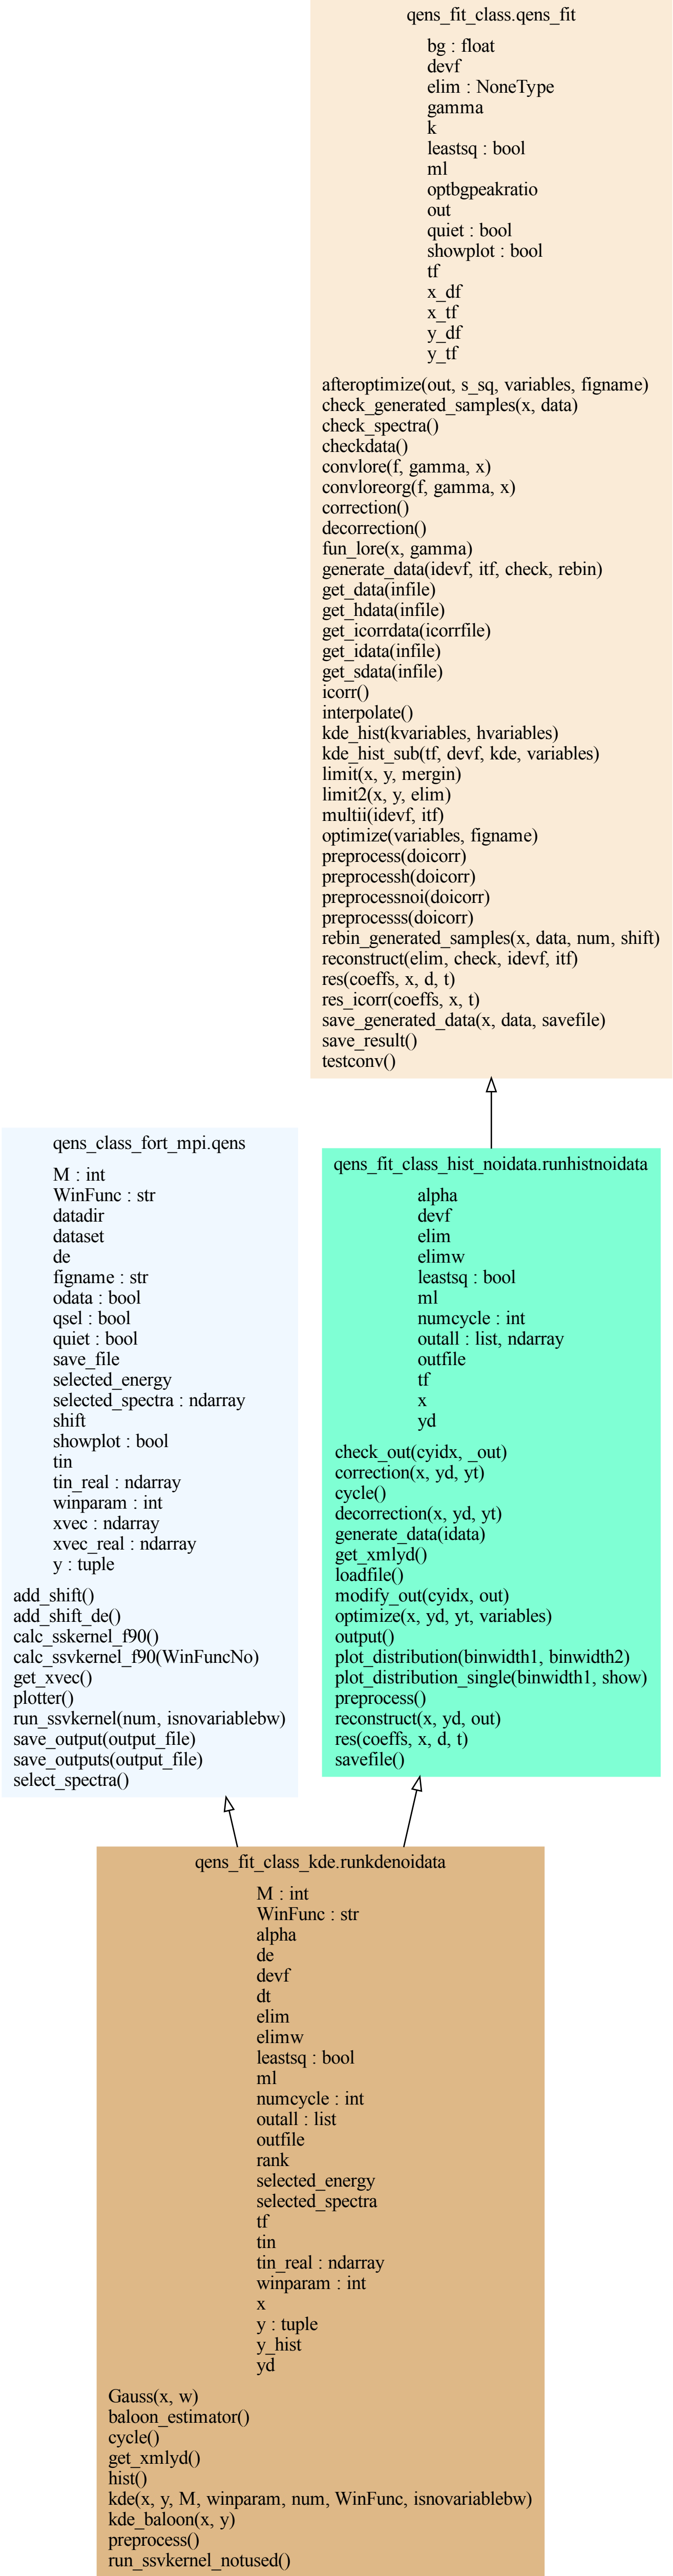 qens_fit_class.qens_fit
bg : float
devf
elim : NoneType
gamma
k
leastsq : bool
ml
optbgpeakratio
out
quiet : bool
showplot : bool
tf
x_df
x_tf
y_df
y_tf
afteroptimize(out, s_sq, variables, figname)
check_generated_samples(x, data)
check_spectra()
checkdata()
convlore(f, gamma, x)
convloreorg(f, gamma, x)
correction()
decorrection()
fun_lore(x, gamma)
generate_data(idevf, itf, check, rebin)
get_data(infile)
get_hdata(infile)
get_icorrdata(icorrfile)
get_idata(infile)
get_sdata(infile)
icorr()
interpolate()
kde_hist(kvariables, hvariables)
kde_hist_sub(tf, devf, kde, variables)
limit(x, y, mergin)
limit2(x, y, elim)
multii(idevf, itf)
optimize(variables, figname)
preprocess(doicorr)
preprocessh(doicorr)
preprocessnoi(doicorr)
preprocesss(doicorr)
rebin_generated_samples(x, data, num, shift)
reconstruct(elim, check, idevf, itf)
res(coeffs, x, d, t)
res_icorr(coeffs, x, t)
save_generated_data(x, data, savefile)
save_result()
testconv()
qens_class_fort_mpi.qens
M : int
WinFunc : str
datadir
dataset
de
figname : str
odata : bool
qsel : bool
quiet : bool
save_file
selected_energy
selected_spectra : ndarray
shift
showplot : bool
tin
tin_real : ndarray
winparam : int
xvec : ndarray
xvec_real : ndarray
y : tuple
add_shift()
add_shift_de()
calc_sskernel_f90()
calc_ssvkernel_f90(WinFuncNo)
get_xvec()
plotter()
run_ssvkernel(num, isnovariablebw)
save_output(output_file)
save_outputs(output_file)
select_spectra()
qens_fit_class_hist_noidata.runhistnoidata
alpha
devf
elim
elimw
leastsq : bool
ml
numcycle : int
outall : list, ndarray
outfile
tf
x
yd
check_out(cyidx, _out)
correction(x, yd, yt)
cycle()
decorrection(x, yd, yt)
generate_data(idata)
get_xmlyd()
loadfile()
modify_out(cyidx, out)
optimize(x, yd, yt, variables)
output()
plot_distribution(binwidth1, binwidth2)
plot_distribution_single(binwidth1, show)
preprocess()
reconstruct(x, yd, out)
res(coeffs, x, d, t)
savefile()
qens_fit_class_kde.runkdenoidata
M : int
WinFunc : str
alpha
de
devf
dt
elim
elimw
leastsq : bool
ml
numcycle : int
outall : list
outfile
rank
selected_energy
selected_spectra
tf
tin
tin_real : ndarray
winparam : int
x
y : tuple
y_hist
yd
Gauss(x, w)
baloon_estimator()
cycle()
get_xmlyd()
hist()
kde(x, y, M, winparam, num, WinFunc, isnovariablebw)
kde_baloon(x, y)
preprocess()
run_ssvkernel_notused()